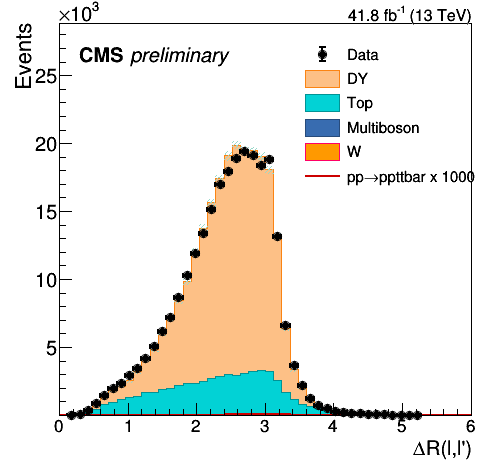 ×10³
41.8 fb⁻¹ (13 TeV)
Events
CMS preliminary
Data
DY
Top
Multiboson
W
pp→ppttbar x 1000
25
20
15
10
5
0 1 2 3 4 5 6
ΔR(l,l')